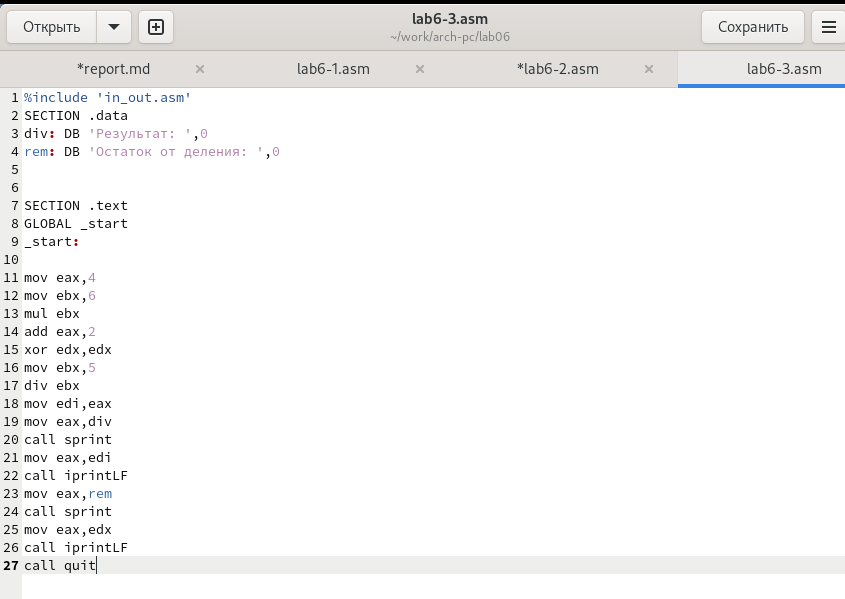 Открыть
lab6-3.asm
~/work/arch-pc/lab06
Сохранить
*report.md
lab6-1.asm
*lab6-2.asm
lab6-3.asm
1 %include 'in_out.asm'
2 SECTION .data
3 div: DB 'Результат: ',0
4 rem: DB 'Остаток от деления: ',0
5
6
7 SECTION .text
8 GLOBAL _start
9 _start:
10
11 mov eax,4
12 mov ebx,6
13 mul ebx
14 add eax,2
15 xor edx,edx
16 mov ebx,5
17 div ebx
18 mov edi,eax
19 mov eax,div
20 call sprint
21 mov eax,edi
22 call iprintLF
23 mov eax,rem
24 call sprint
25 mov eax,edx
26 call iprintLF
27 call quit